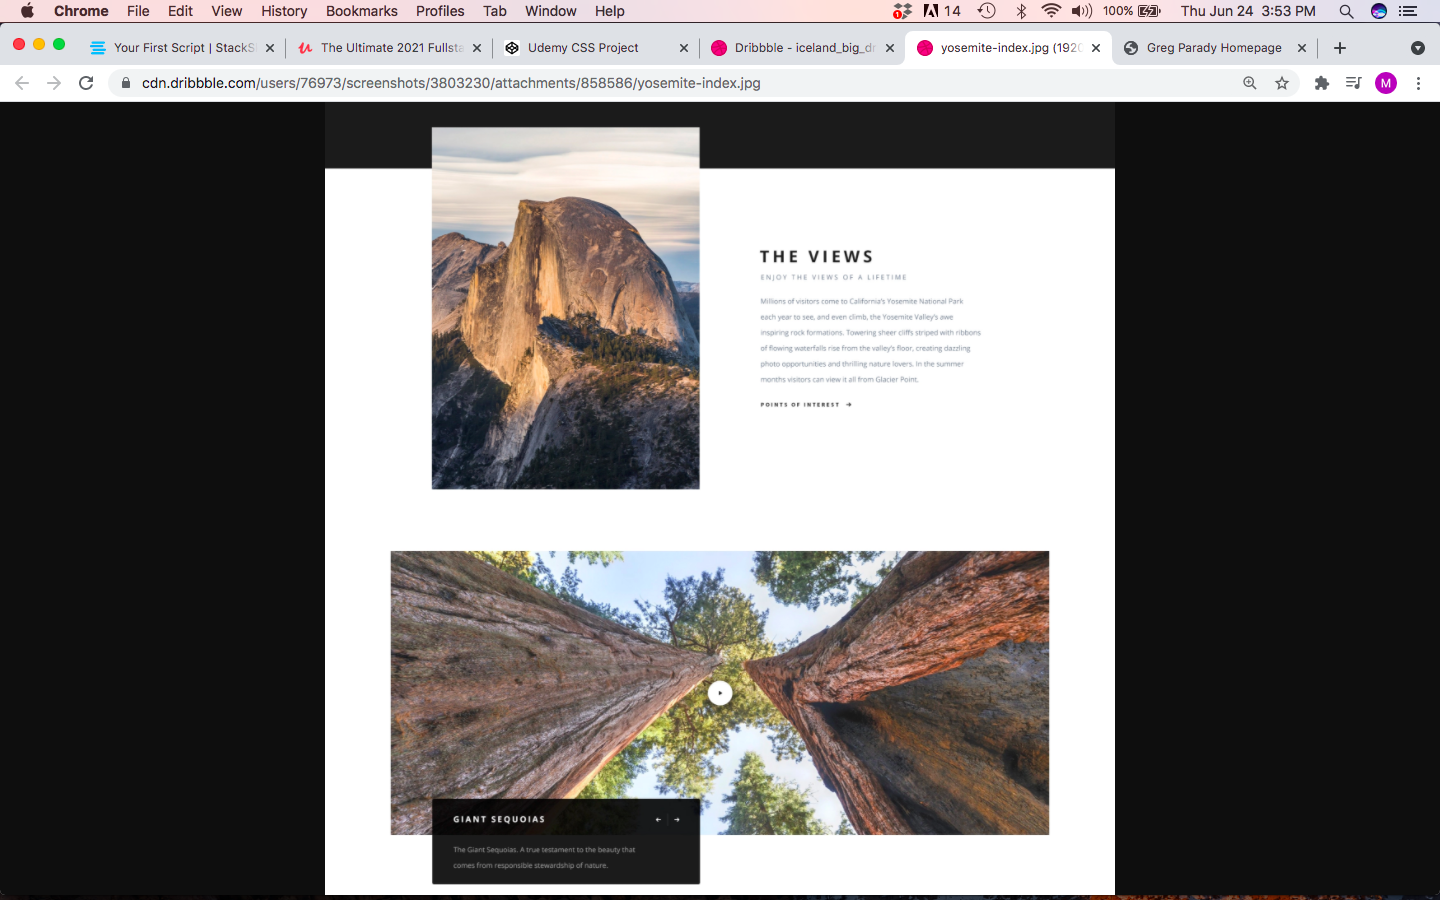 Chrome File Edit View History Bookmarks Profiles Tab Window Help 1 14 100% Thu Jun 24 3:53 PM
Your First Script | StackS The Ultimate 2021 Fullsta Udemy CSS Project Dribbble - iceland_big_dr yosemite-index.jpg (1920 Greg Parady Homepage
cdn.dribbble.com/users/76973/screenshots/3803230/attachments/858586/yosemite-index.jpg M
THE VIEWS
ENJOY THE VIEWS OF A LIFETIME
Millions of visitors come to California's Yosemite National Park
each year to see, and even climb, the Yosemite Valley's awe
inspiring rock formations. Towering sheer cliffs striped with ribbons
of flowing waterfalls rise from the valley's floor, creating dazzling
photo opportunities and thrilling nature lovers. In the summer
months visitors can view it all from Glacier Point.
POINTS OF INTEREST →
GIANT SEQUOIAS ← | →
The Giant Sequoias. A true testament to the beauty that
comes from responsible stewardship of nature.